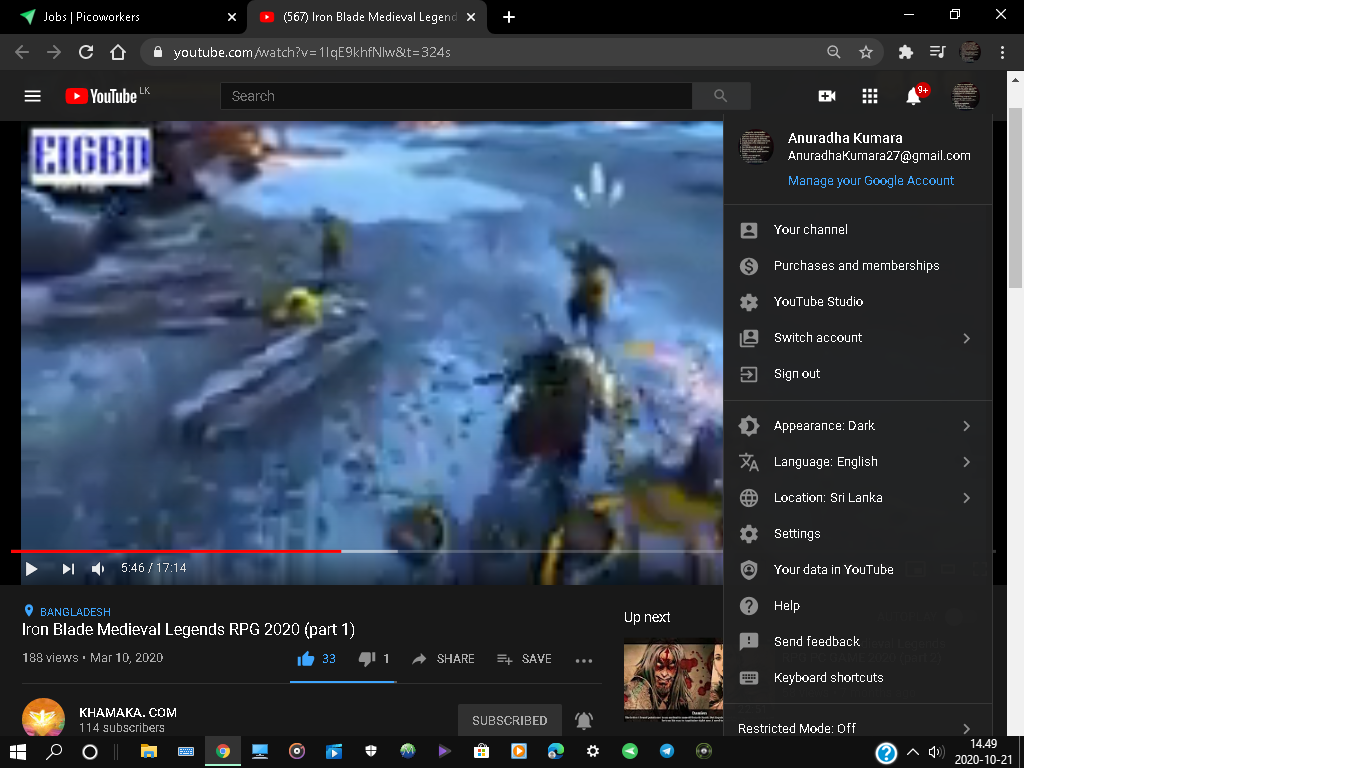 Jobs | Picoworkers
(567) Iron Blade Medieval Legend
youtube.com/watch?v=1lqE9khfNlw&t=324s
YouTube LK
Search
9+
EIGBD
Anuradha Kumara
AnuradhaKumara27@gmail.com
Manage your Google Account
Your channel
Purchases and memberships
YouTube Studio
Switch account
Sign out
Appearance: Dark
Language: English
Location: Sri Lanka
Settings
Your data in YouTube
Help
Send feedback
Keyboard shortcuts
Restricted Mode: Off
5:46 / 17:14
BANGLADESH
Iron Blade Medieval Legends RPG 2020 (part 1)
188 views • Mar 10, 2020
33
1
SHARE
SAVE
Up next
KHAMAKA. COM
114 subscribers
SUBSCRIBED
14.49
2020-10-21